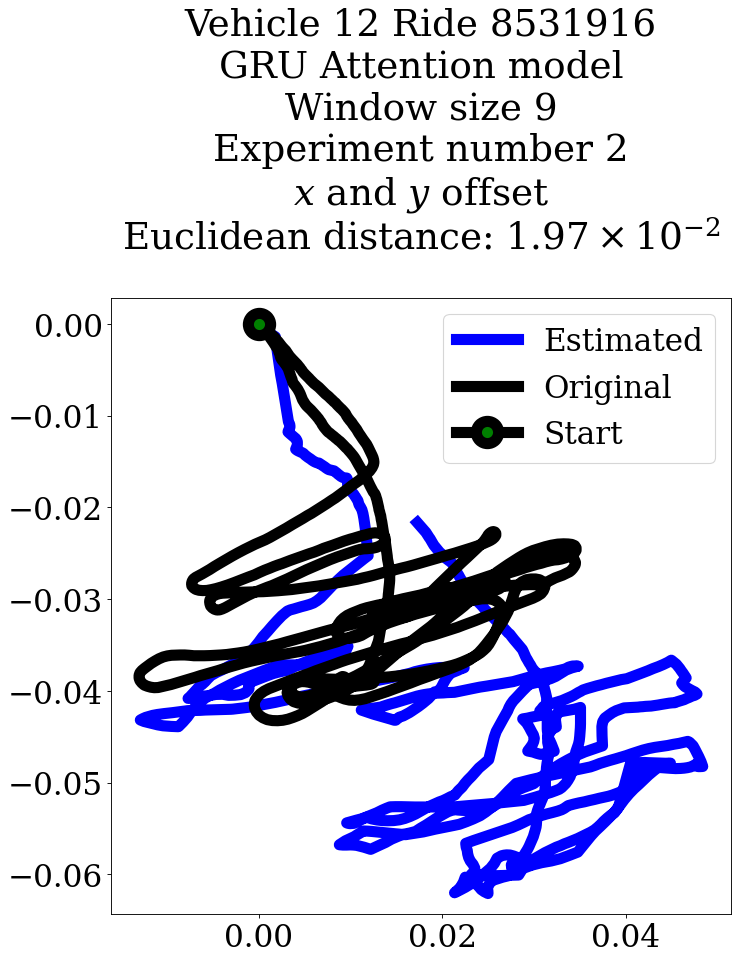 Vehicle 12 Ride 8531916
GRU Attention model
Window size 9
Experiment number 2
x and y offset
Euclidean distance: 1.97 × 10⁻²
Estimated
Original
Start
0.00
−0.01
−0.02
−0.03
−0.04
−0.05
−0.06
0.00 0.02 0.04